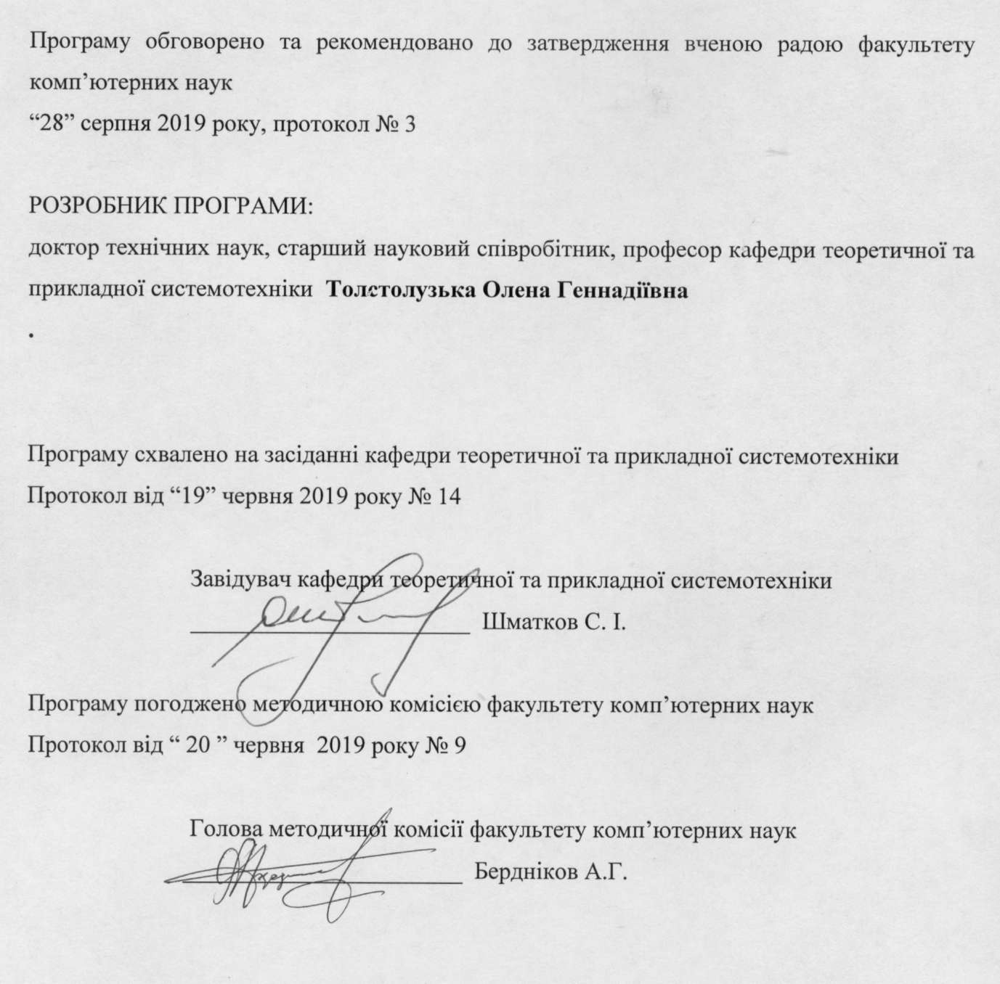 Програму обговорено та рекомендовано до затвердження вченою радою факультету
комп’ютерних наук
“28” серпня 2019 року, протокол № 3
РОЗРОБНИК ПРОГРАМИ:
доктор технічних наук, старший науковий співробітник, професор кафедри теоретичної та
прикладної системотехніки Толстолузька Олена Геннадіївна
.
Програму схвалено на засіданні кафедри теоретичної та прикладної системотехніки
Протокол від “19” червня 2019 року № 14
Завідувач кафедри теоретичної та прикладної системотехніки
Шматков С. І.
Програму погоджено методичною комісією факультету комп’ютерних наук
Протокол від “ 20 ” червня 2019 року № 9
Голова методичної комісії факультету комп’ютерних наук
Бердніков А.Г.